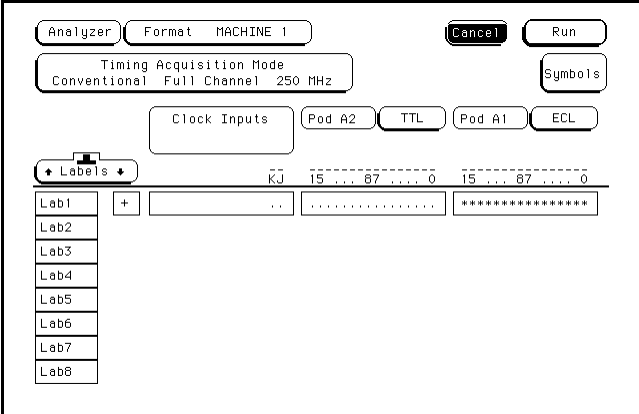 Analyzer Format MACHINE 1 Cancel Run
Timing Acquisition Mode
Conventional Full Channel 250 MHz
Symbols
Clock Inputs Pod A2 TTL Pod A1 ECL
Labels
KJ 15 ... 87 .... 0 15 ... 87 .... 0
Lab1 + .. ................ ****************
Lab2
Lab3
Lab4
Lab5
Lab6
Lab7
Lab8